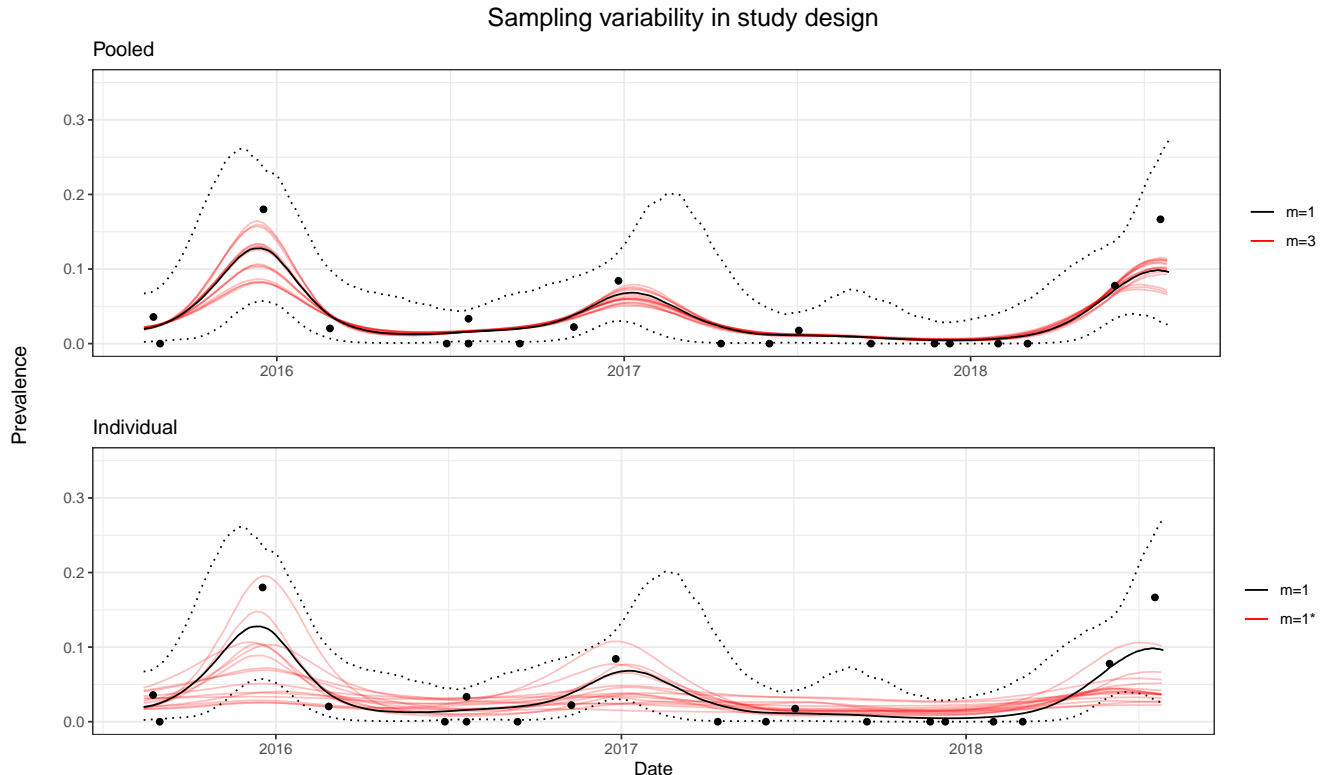 Sampling variability in study design
Pooled
0.3
0.2
0.1
0.0
2016
2017
2018
m=1
m=3
Prevalence
Individual
0.3
0.2
0.1
0.0
2016
2017
2018
m=1
m=1*
Date